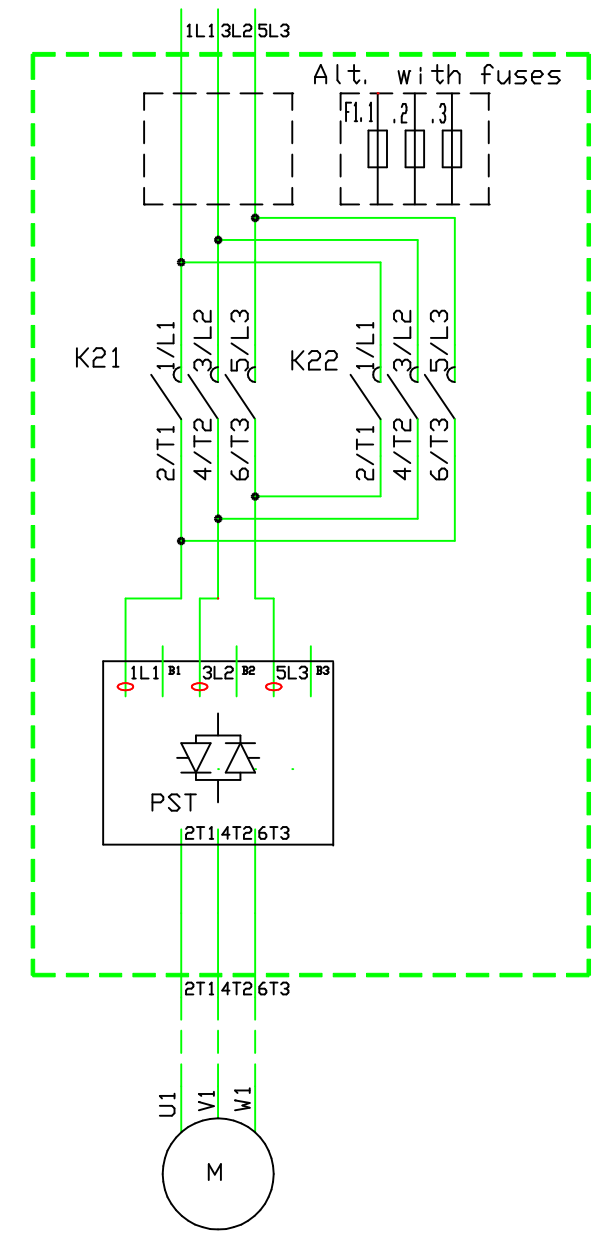 1L1 3L2 5L3
Alt. with fuses
F1.1 .2 .3
K21 1/L1 3/L2 5/L3 K22 1/L1 3/L2 5/L3
2/T1 4/T2 6/T3 2/T1 4/T2 6/T3
1L1 B1 3L2 B2 5L3 B3
PST
2T1 4T2 6T3
2T1 4T2 6T3
U1 V1 W1
M